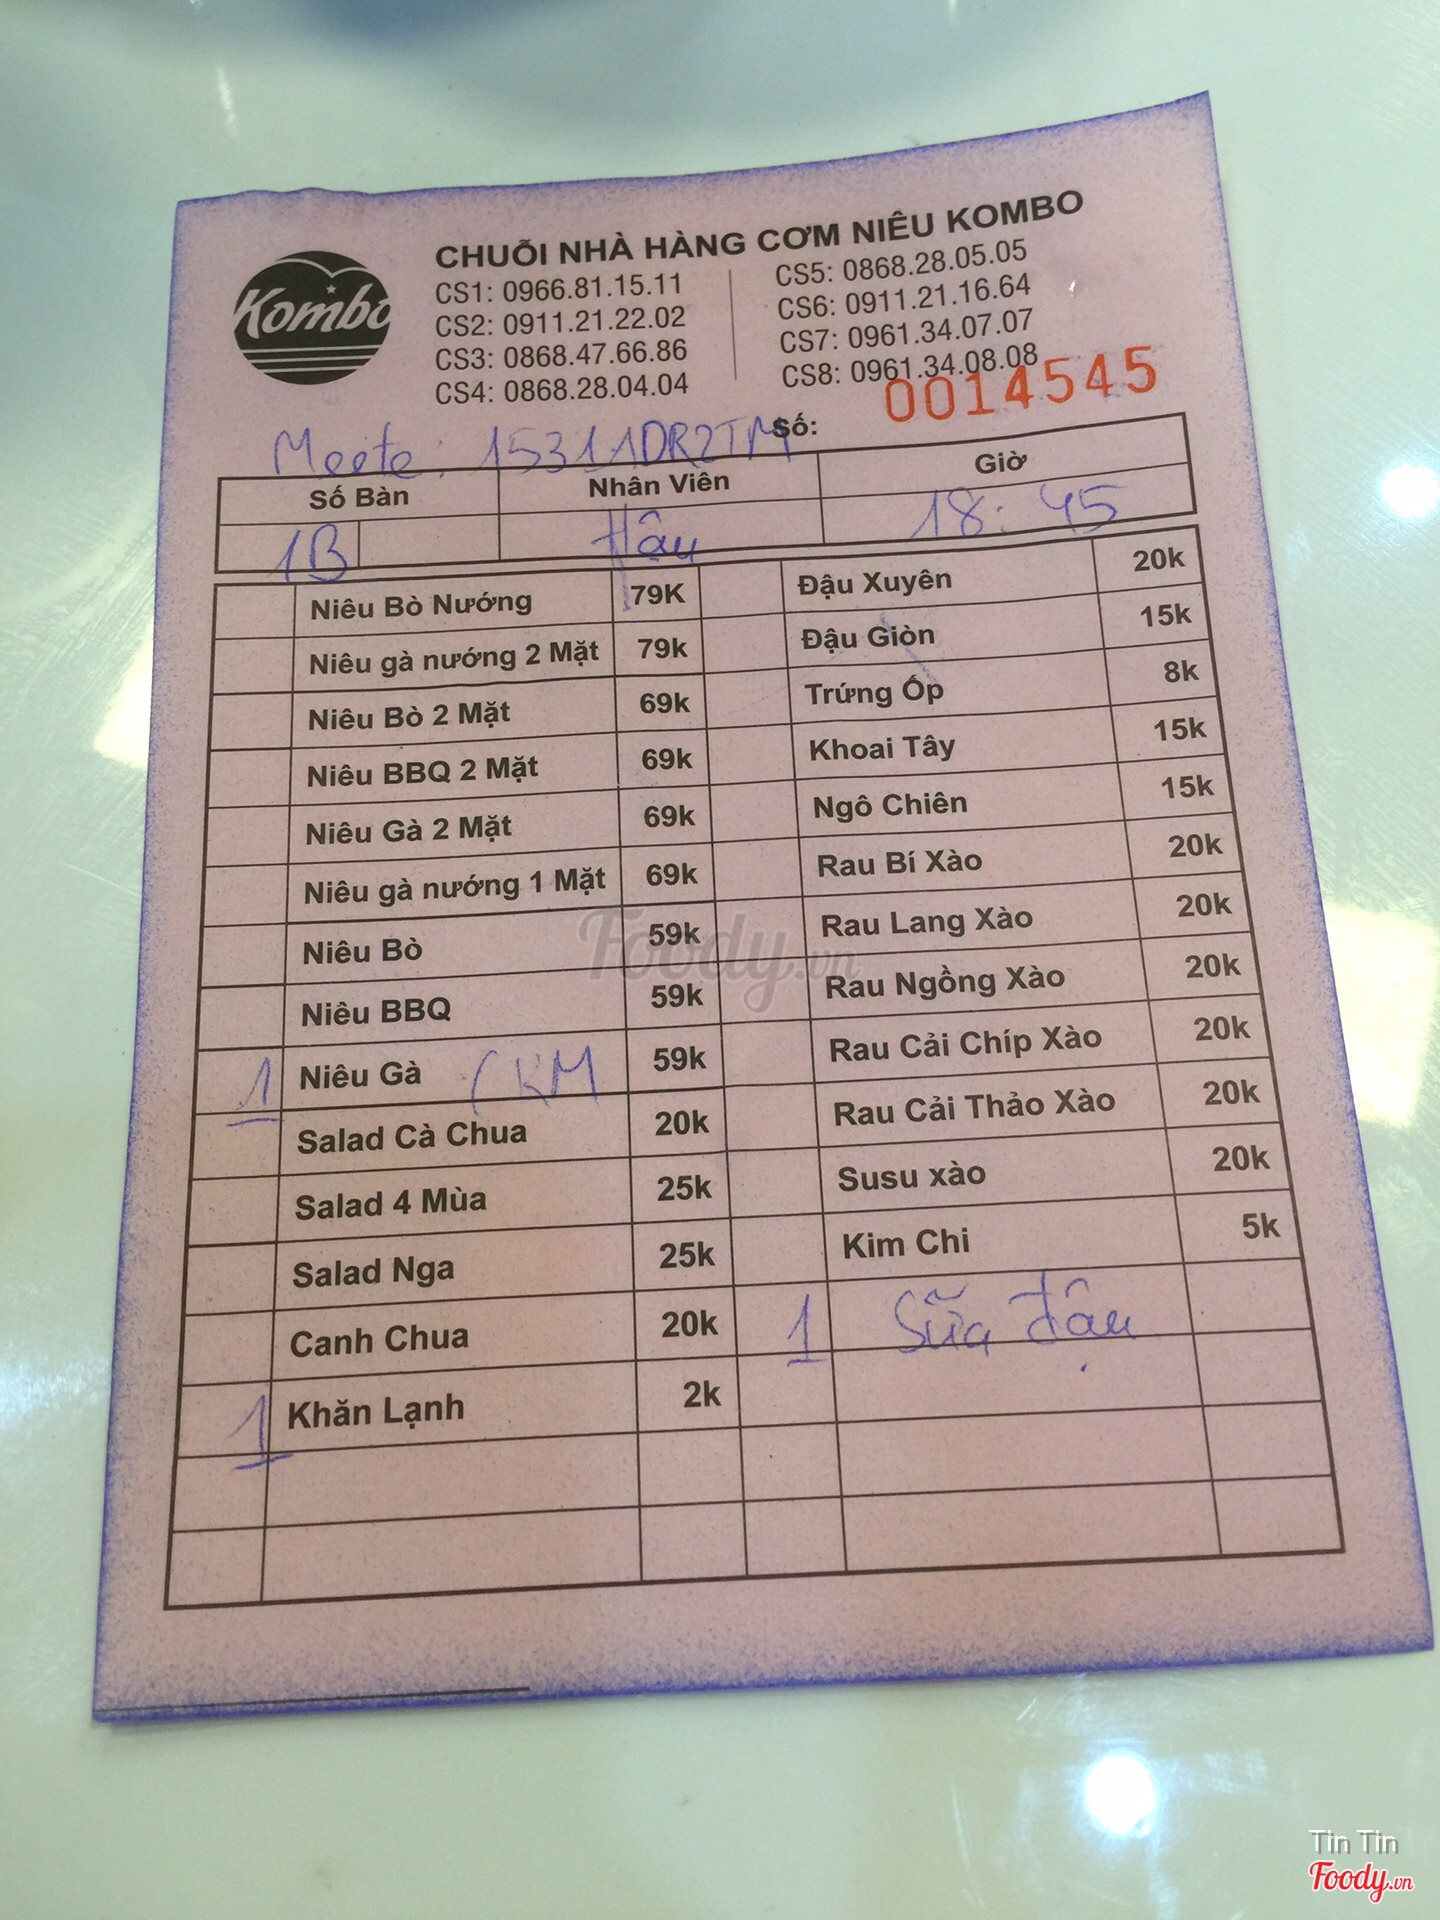 Kombo
CHUỖI NHÀ HÀNG CƠM NIÊU KOMBO
CS1: 0966.81.15.11
CS2: 0911.21.22.02
CS3: 0868.47.66.86
CS4: 0868.28.04.04
CS5: 0868.28.05.05
CS6: 0911.21.16.64
CS7: 0961.34.07.07
CS8: 0961.34.08.08
Số: 0014545
Meete: 15311DR2TM
Số Bàn Nhân Viên Giờ
1B Hậu 18:45
Niêu Bò Nướng 79K
Niêu gà nướng 2 Mặt 79k
Niêu Bò 2 Mặt 69k
Niêu BBQ 2 Mặt 69k
Niêu Gà 2 Mặt 69k
Niêu gà nướng 1 Mặt 69k
Niêu Bò 59k
Niêu BBQ 59k
1 Niêu Gà (KM 59k
Salad Cà Chua 20k
Salad 4 Mùa 25k
Salad Nga 25k
Canh Chua 20k
1 Khăn Lạnh 2k
Đậu Xuyên 20k
Đậu Giòn 15k
Trứng Ốp 8k
Khoai Tây 15k
Ngô Chiên 15k
Rau Bí Xào 20k
Rau Lang Xào 20k
Rau Ngồng Xào 20k
Rau Cải Chíp Xào 20k
Rau Cải Thảo Xào 20k
Susu xào 20k
Kim Chi 5k
1 Sữa đậu
Foody.vn
Tin Tin
Foody.vn